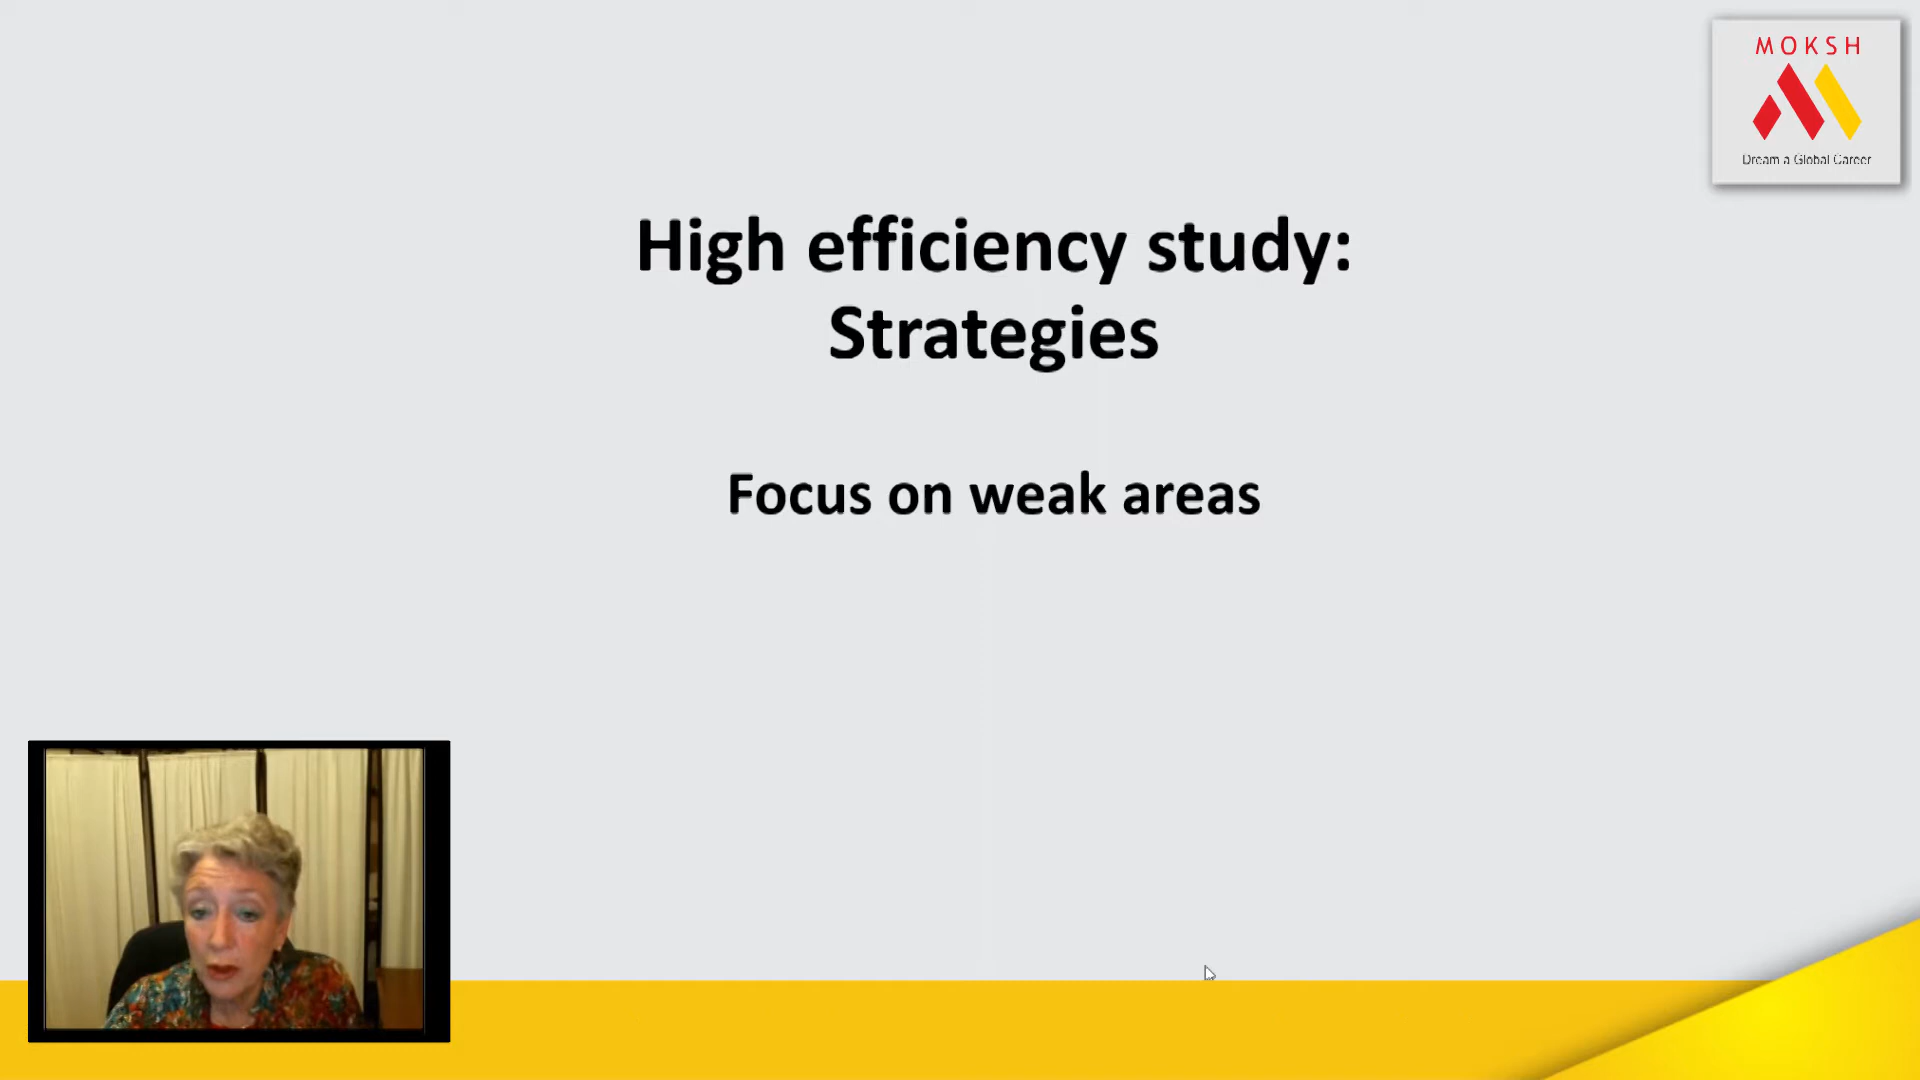 MOKSH
Dream a Global Career
High efficiency study:
Strategies
Focus on weak areas